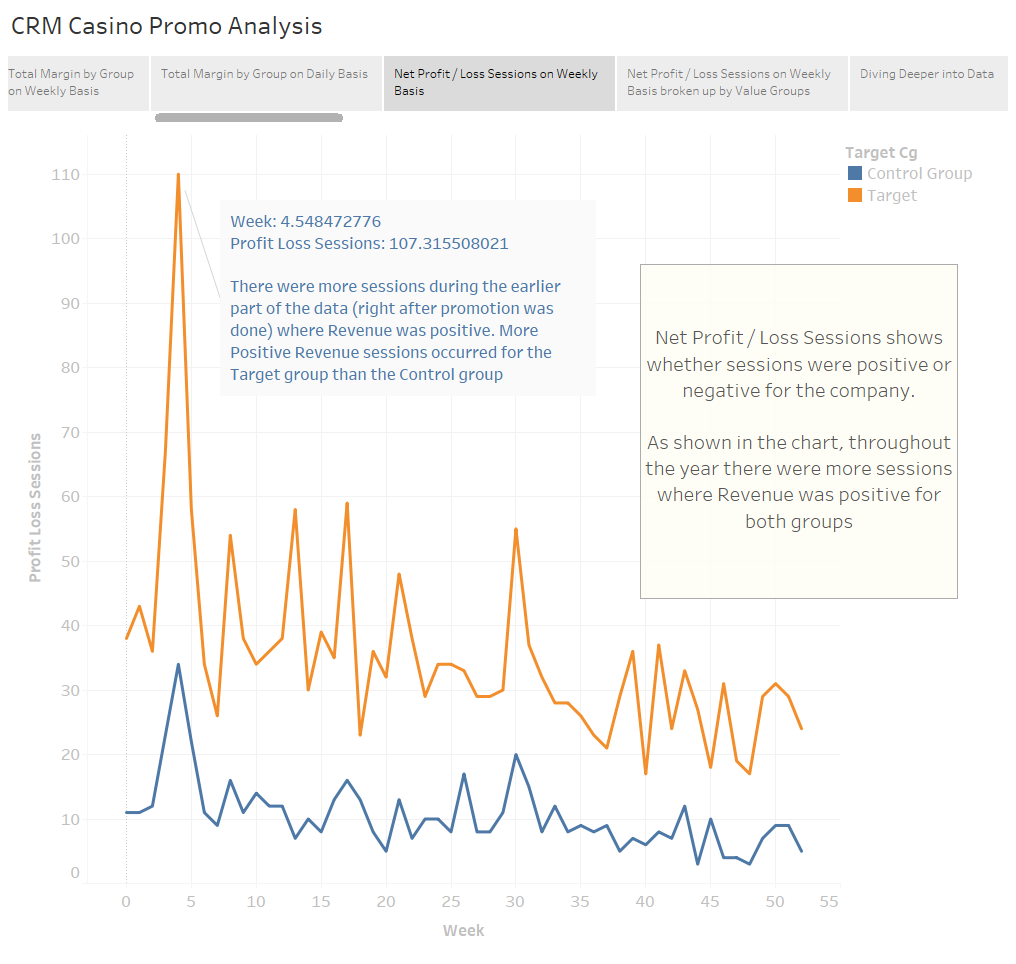 CRM Casino Promo Analysis
Total Margin by Group
on Weekly Basis
Total Margin by Group on Daily Basis
Net Profit / Loss Sessions on Weekly
Basis
Net Profit / Loss Sessions on Weekly
Basis broken up by Value Groups
Diving Deeper into Data
Target Cg
Control Group
Target
Week: 4.548472776
Profit Loss Sessions: 107.315508021
There were more sessions during the earlier
part of the data (right after promotion was
done) where Revenue was positive. More
Positive Revenue sessions occurred for the
Target group than the Control group
Net Profit / Loss Sessions shows
whether sessions were positive or
negative for the company.
As shown in the chart, throughout
the year there were more sessions
where Revenue was positive for
both groups
Profit Loss Sessions
110
100
90
80
70
60
50
40
30
20
10
0
0 5 10 15 20 25 30 35 40 45 50 55
Week